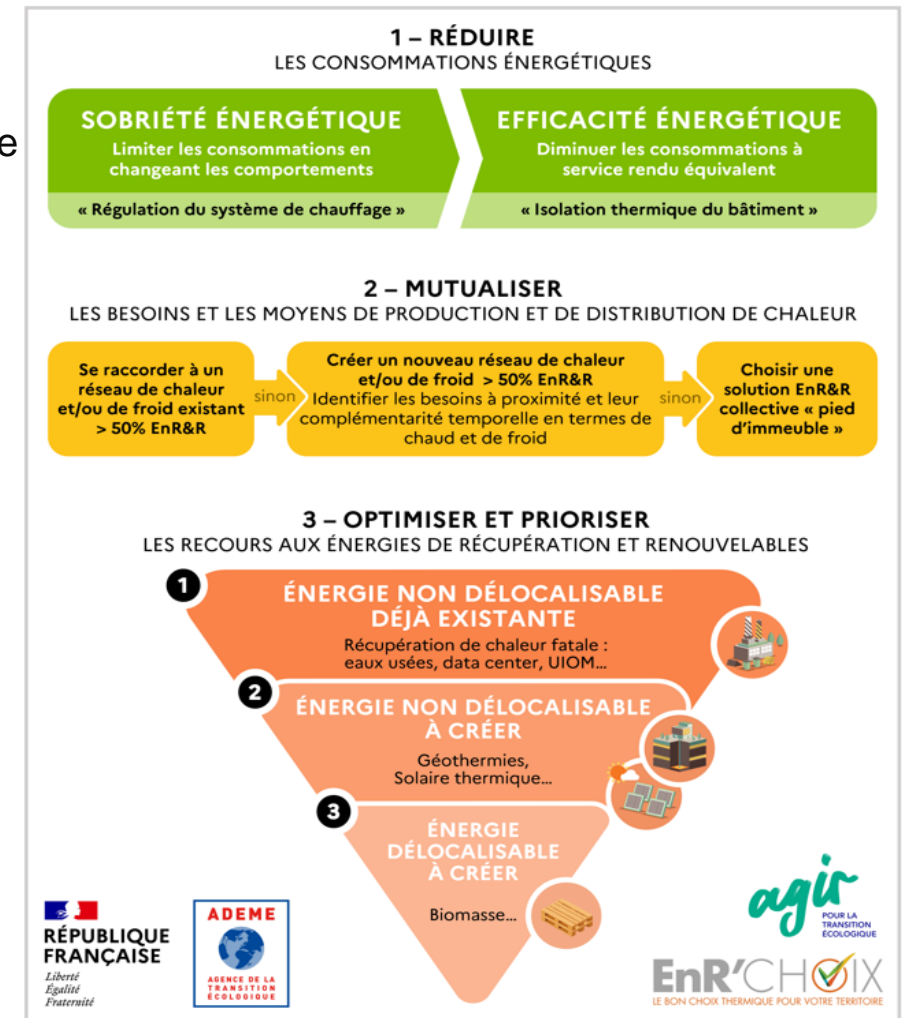 e
1 – RÉDUIRE
LES CONSOMMATIONS ÉNERGÉTIQUES
SOBRIÉTÉ ÉNERGÉTIQUE
Limiter les consommations en
changeant les comportements
« Régulation du système de chauffage »
EFFICACITÉ ÉNERGÉTIQUE
Diminuer les consommations à
service rendu équivalent
« Isolation thermique du bâtiment »
2 – MUTUALISER
LES BESOINS ET LES MOYENS DE PRODUCTION ET DE DISTRIBUTION DE CHALEUR
Se raccorder à un
réseau de chaleur
et/ou de froid existant
> 50% EnR&R
sinon
Créer un nouveau réseau de chaleur
et/ou de froid > 50% EnR&R
Identifier les besoins à proximité et leur
complémentarité temporelle en termes de
chaud et de froid
sinon
Choisir une
solution EnR&R
collective « pied
d’immeuble »
3 – OPTIMISER ET PRIORISER
LES RECOURS AUX ÉNERGIES DE RÉCUPÉRATION ET RENOUVELABLES
1
ÉNERGIE NON DÉLOCALISABLE
DÉJÀ EXISTANTE
Récupération de chaleur fatale :
eaux usées, data center, UIOM…
2
ÉNERGIE NON DÉLOCALISABLE
À CRÉER
Géothermies,
Solaire thermique…
3
ÉNERGIE
DÉLOCALISABLE
À CRÉER
Biomasse…
RÉPUBLIQUE
FRANÇAISE
Liberté
Égalité
Fraternité
ADEME
AGENCE DE LA
TRANSITION
ÉCOLOGIQUE
agir
POUR LA
TRANSITION
ÉCOLOGIQUE
EnR’CHOIX
LE BON CHOIX THERMIQUE POUR VOTRE TERRITOIRE